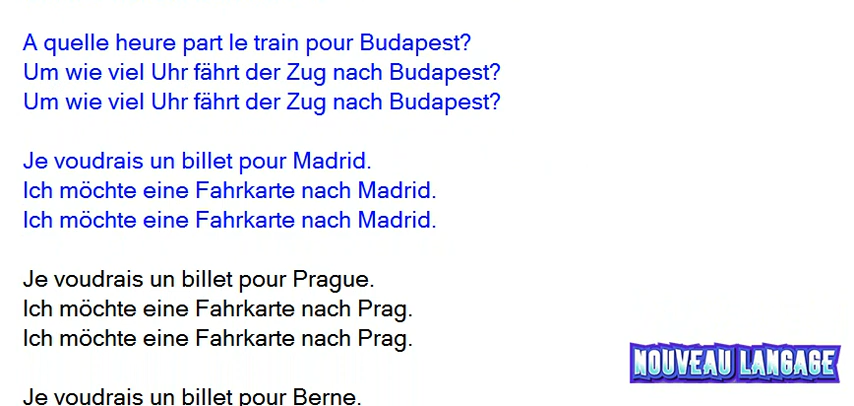 A quelle heure part le train pour Budapest?
Um wie viel Uhr fährt der Zug nach Budapest?
Um wie viel Uhr fährt der Zug nach Budapest?
Je voudrais un billet pour Madrid.
Ich möchte eine Fahrkarte nach Madrid.
Ich möchte eine Fahrkarte nach Madrid.
Je voudrais un billet pour Prague.
Ich möchte eine Fahrkarte nach Prag.
Ich möchte eine Fahrkarte nach Prag.
NOUVEAU LANGAGE
Je voudrais un billet pour Berne.